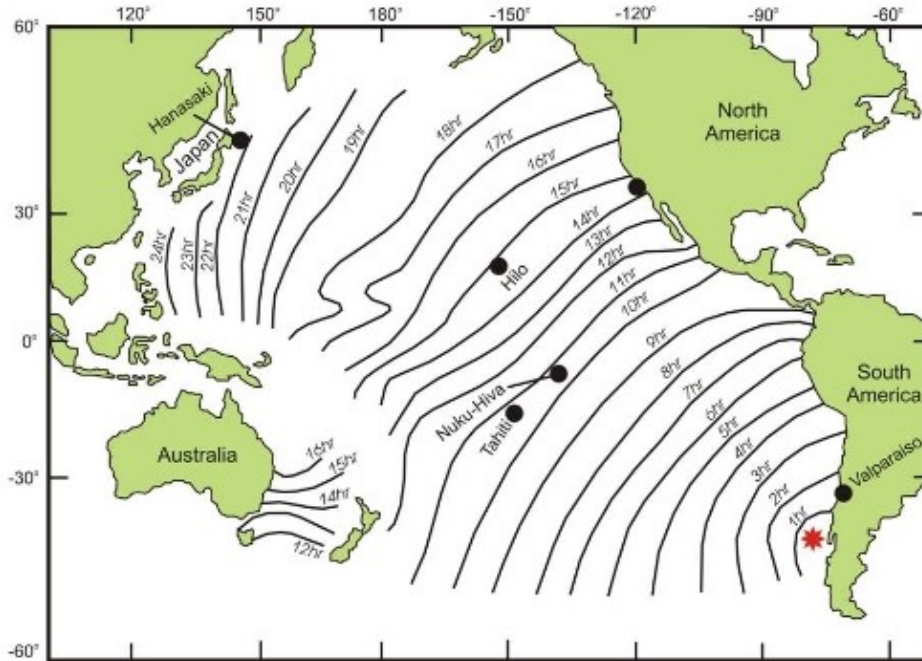 60°
120°
150°
180°
-150°
-120°
-90°
-60°
Hanasaki
Japan
North
America
18hr
17hr
16hr
15hr
14hr
13hr
12hr
11hr
10hr
19hr
20hr
21hr
22hr
23hr
24hr
30°
Hilo
0°
9hr
8hr
7hr
6hr
5hr
4hr
3hr
2hr
1hr
Nuku-Hiva
Tahiti
South
America
Valparaiso
Australia
16hr
15hr
14hr
12hr
-30°
-60°